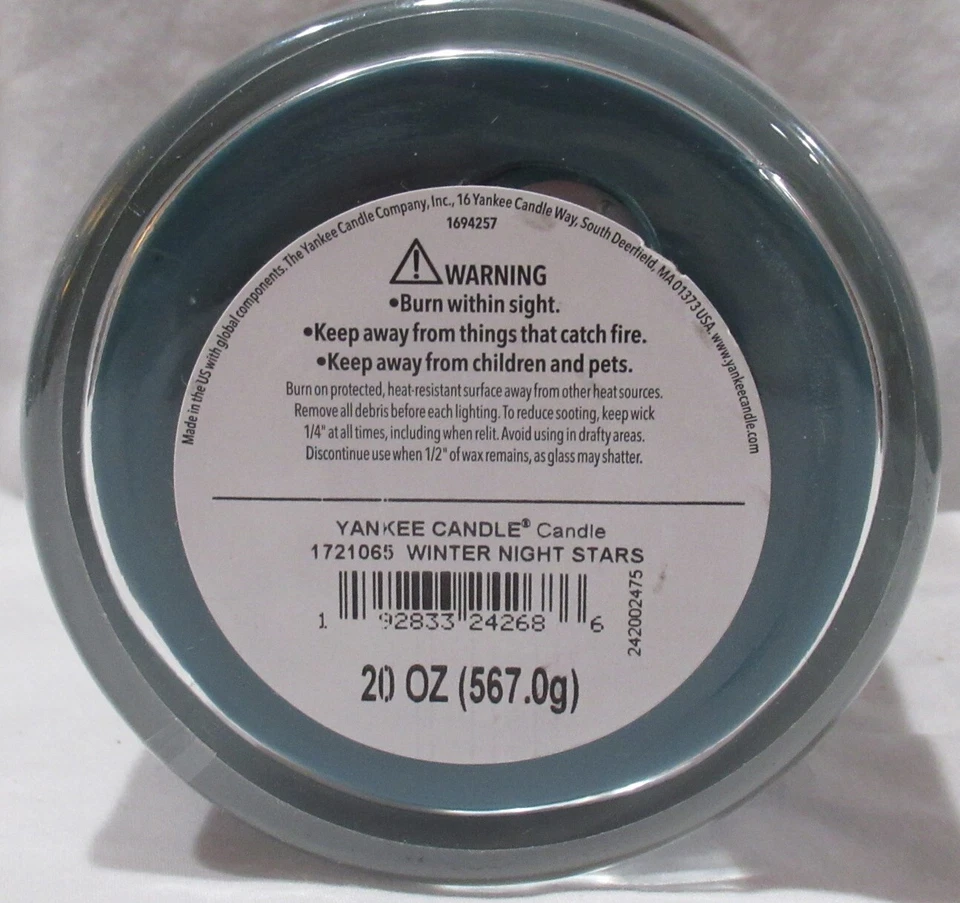 Made in the US with global components. The Yankee Candle Company, Inc., 16 Yankee Candle Way, South Deerfield, MA 01373 USA. www.yankeecandle.com
1694257
WARNING
•Burn within sight.
•Keep away from things that catch fire.
•Keep away from children and pets.
Burn on protected, heat-resistant surface away from other heat sources.
Remove all debris before each lighting. To reduce sooting, keep wick
1/4" at all times, including when relit. Avoid using in drafty areas.
Discontinue use when 1/2" of wax remains, as glass may shatter.
YANKEE CANDLE® Candle
1721065 WINTER NIGHT STARS
1 92833 24268 6
242002475
20 OZ (567.0g)